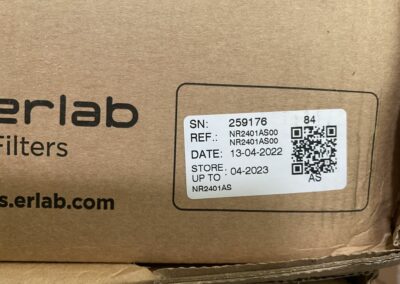 erlab
Filters
s.erlab.com
SN: 259176 84
REF.: NR2401AS00
NR2401AS00
DATE: 13-04-2022
STORE UP TO : 04-2023
NR2401AS
AS